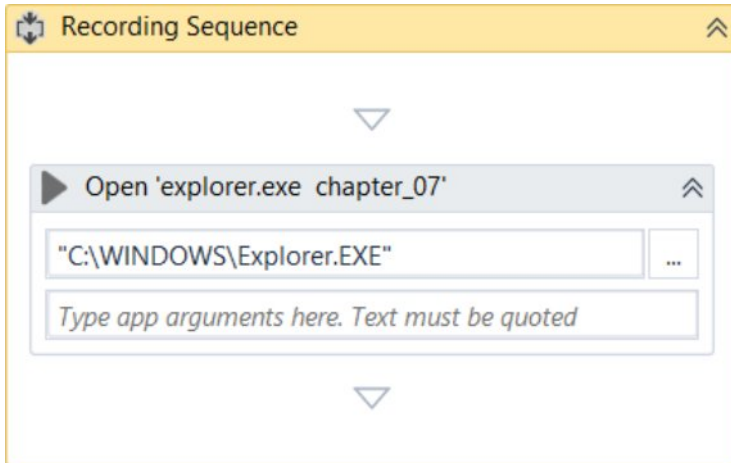 Recording Sequence
Open 'explorer.exe  chapter_07'
"C:\WINDOWS\Explorer.EXE"
...
Type app arguments here. Text must be quoted